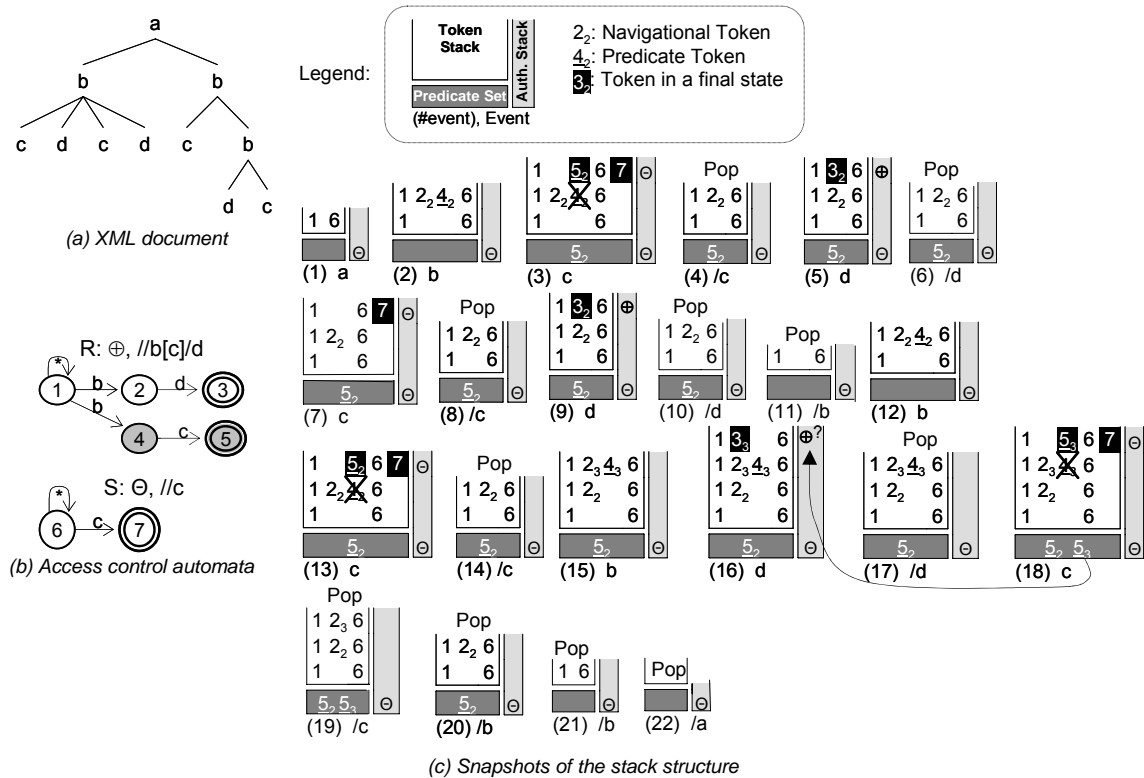 a
b b
c d c d c b
d c
(a) XML document
Legend:
Token
Stack
Auth. Stack
Predicate Set
(#event), Event
2₂: Navigational Token
4₂: Predicate Token
3₂: Token in a final state
1 6
⊖
(1) a
1 2₂ 4₂ 6
1 6
⊖
(2) b
1 5₂ 6 7 ⊖
1 2₂ 4₂ 6
1 6
5₂ ⊖
(3) c
Pop
1 2₂ 6
1 6
5₂ ⊖
(4) /c
1 3₂ 6 ⊕
1 2₂ 6
1 6
5₂ ⊖
(5) d
Pop
1 2₂ 6
1 6
5₂ ⊖
(6) /d
1 6 7 ⊖
1 2₂ 6
1 6
5₂ ⊖
(7) c
Pop
1 2₂ 6
1 6
5₂ ⊖
(8) /c
1 3₂ 6 ⊕
1 2₂ 6
1 6
5₂ ⊖
(9) d
Pop
1 2₂ 6
1 6
5₂ ⊖
(10) /d
Pop
1 6
⊖
(11) /b
1 2₂ 4₂ 6
1 6
⊖
(12) b
R: ⊕, //b[c]/d
* 1 b 2 d 3
b 4 c 5
S: ⊖, //c
* 6 c 7
(b) Access control automata
1 5₂ 6 7 ⊖
1 2₂ 4₂ 6
1 6
5₂ ⊖
(13) c
Pop
1 2₂ 6
1 6
5₂ ⊖
(14) /c
1 2₃ 4₃ 6
1 2₂ 6
1 6
5₂ ⊖
(15) b
1 3₃ 6 ⊕?
1 2₃ 4₃ 6
1 2₂ 6
1 6
5₂ ⊖
(16) d
Pop
1 2₃ 4₃ 6
1 2₂ 6
1 6
5₂ ⊖
(17) /d
1 5₃ 6 7 ⊖
1 2₃ 4₃ 6
1 2₂ 6
1 6
5₂ 5₃ ⊖
(18) c
Pop
1 2₃ 6
1 2₂ 6
1 6
5₂ 5₃ ⊖
(19) /c
Pop
1 2₂ 6
1 6
5₂ ⊖
(20) /b
Pop
1 6
⊖
(21) /b
Pop
⊖
(22) /a
(c) Snapshots of the stack structure